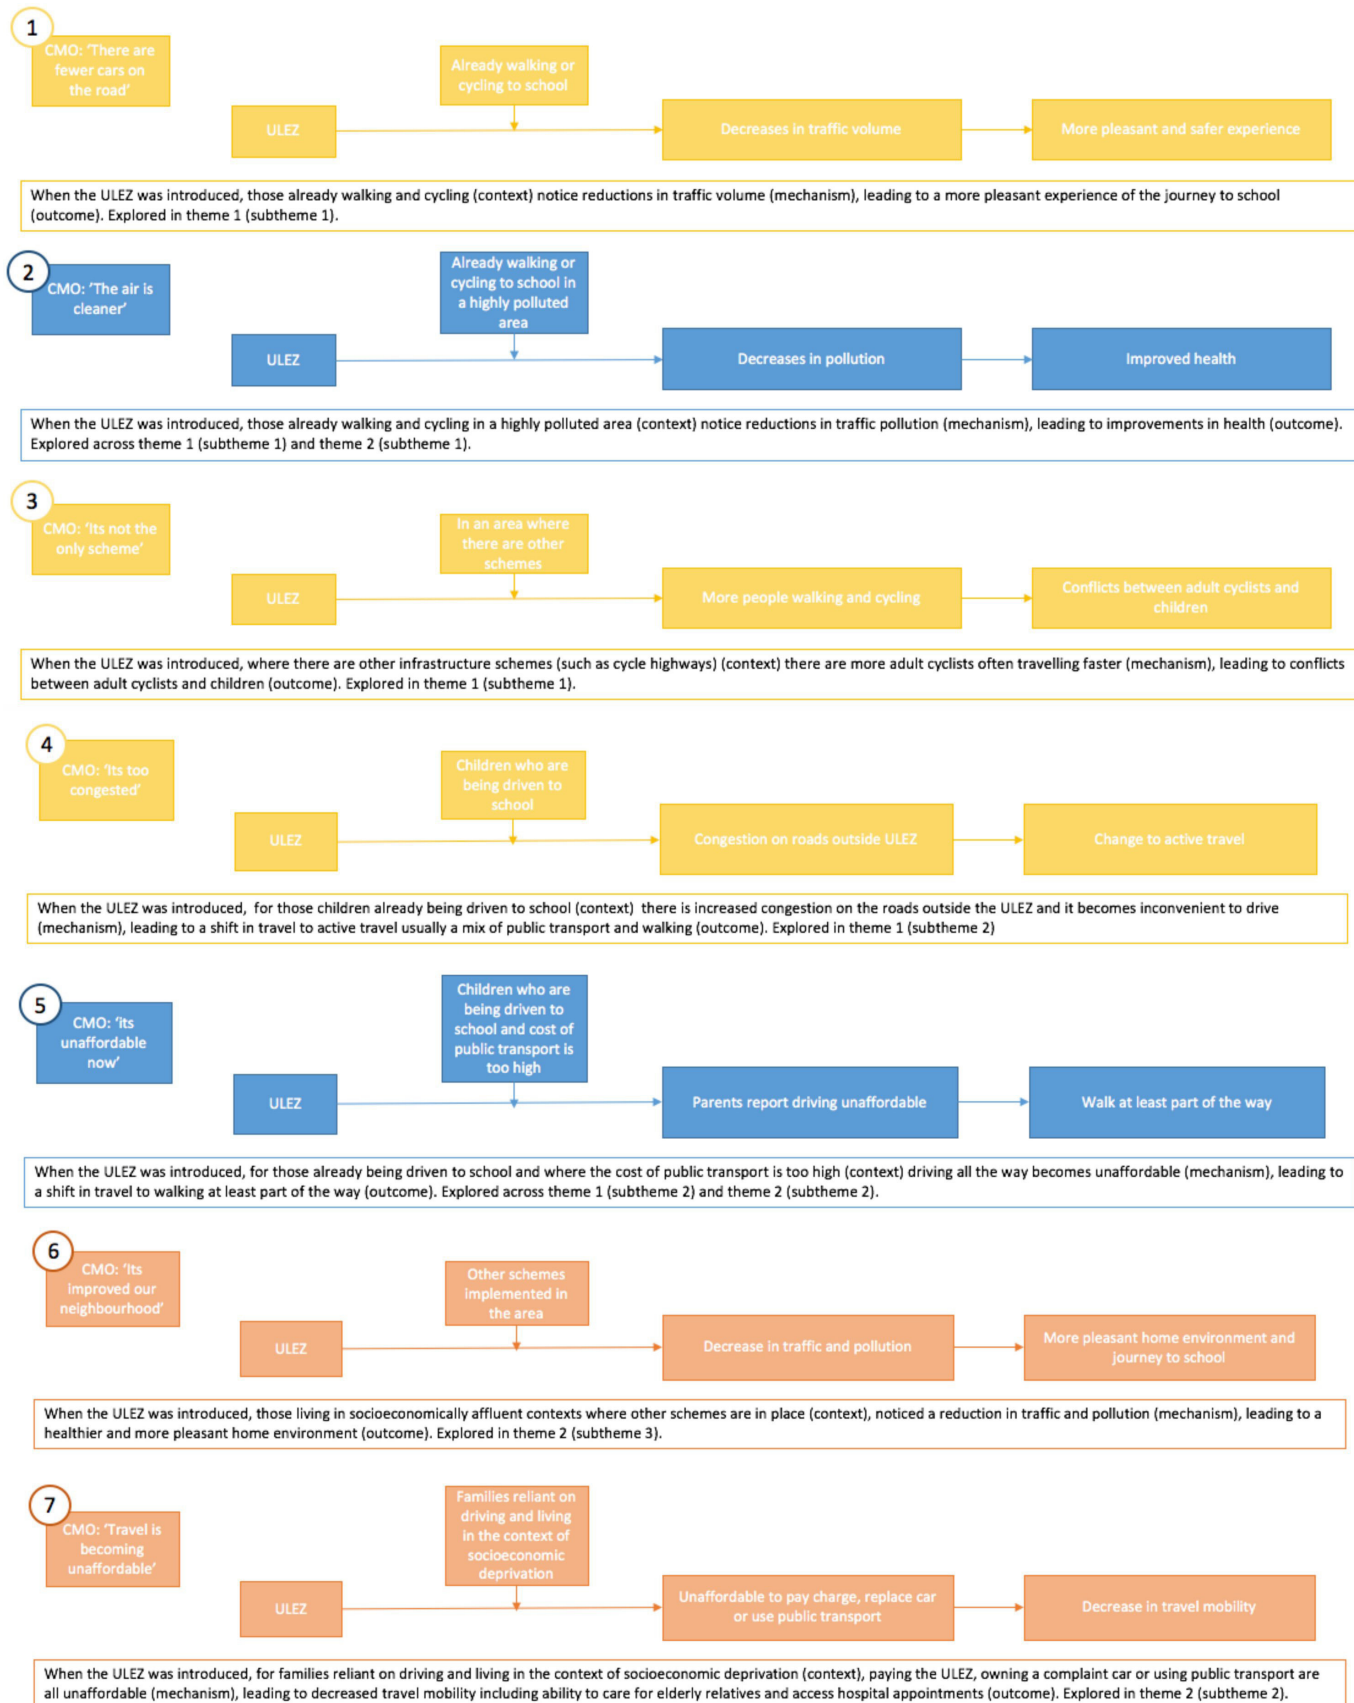 1
CMO: 'There are
fewer cars on
the road'
Already walking or
cycling to school
ULEZ
Decreases in traffic volume
More pleasant and safer experience
When the ULEZ was introduced, those already walking and cycling (context) notice reductions in traffic volume (mechanism), leading to a more pleasant experience of the journey to school
(outcome). Explored in theme 1 (subtheme 1).
2
CMO: 'The air is
cleaner'
Already walking or
cycling to school in
a highly polluted
area
ULEZ
Decreases in pollution
Improved health
When the ULEZ was introduced, those already walking and cycling in a highly polluted area (context) notice reductions in traffic pollution (mechanism), leading to improvements in health (outcome).
Explored across theme 1 (subtheme 1) and theme 2 (subtheme 1).
3
CMO: 'Its not the
only scheme'
In an area where
there are other
schemes
ULEZ
More people walking and cycling
Conflicts between adult cyclists and
children
When the ULEZ was introduced, where there are other infrastructure schemes (such as cycle highways) (context) there are more adult cyclists often travelling faster (mechanism), leading to conflicts
between adult cyclists and children (outcome). Explored in theme 1 (subtheme 1).
4
CMO: 'Its too
congested'
Children who are
being driven to
school
ULEZ
Congestion on roads outside ULEZ
Change to active travel
When the ULEZ was introduced, for those children already being driven to school (context) there is increased congestion on the roads outside the ULEZ and it becomes inconvenient to drive
(mechanism), leading to a shift in travel to active travel usually a mix of public transport and walking (outcome). Explored in theme 1 (subtheme 2)
5
CMO: 'its
unaffordable
now'
Children who are
being driven to
school and cost of
public transport is
too high
ULEZ
Parents report driving unaffordable
Walk at least part of the way
When the ULEZ was introduced, for those already being driven to school and where the cost of public transport is too high (context) driving all the way becomes unaffordable (mechanism), leading to
a shift in travel to walking at least part of the way (outcome). Explored across theme 1 (subtheme 2) and theme 2 (subtheme 2).
6
CMO: 'Its
improved our
neighbourhood'
Other schemes
implemented in
the area
ULEZ
Decrease in traffic and pollution
More pleasant home environment and
journey to school
When the ULEZ was introduced, those living in socioeconomically affluent contexts where other schemes are in place (context), noticed a reduction in traffic and pollution (mechanism), leading to a
healthier and more pleasant home environment (outcome). Explored in theme 2 (subtheme 3).
7
CMO: 'Travel is
becoming
unaffordable'
Families reliant on
driving and living
in the context of
socioeconomic
deprivation
ULEZ
Unaffordable to pay charge, replace car
or use public transport
Decrease in travel mobility
When the ULEZ was introduced, for families reliant on driving and living in the context of socioeconomic deprivation (context), paying the ULEZ, owning a complaint car or using public transport are
all unaffordable (mechanism), leading to decreased travel mobility including ability to care for elderly relatives and access hospital appointments (outcome). Explored in theme 2 (subtheme 2).